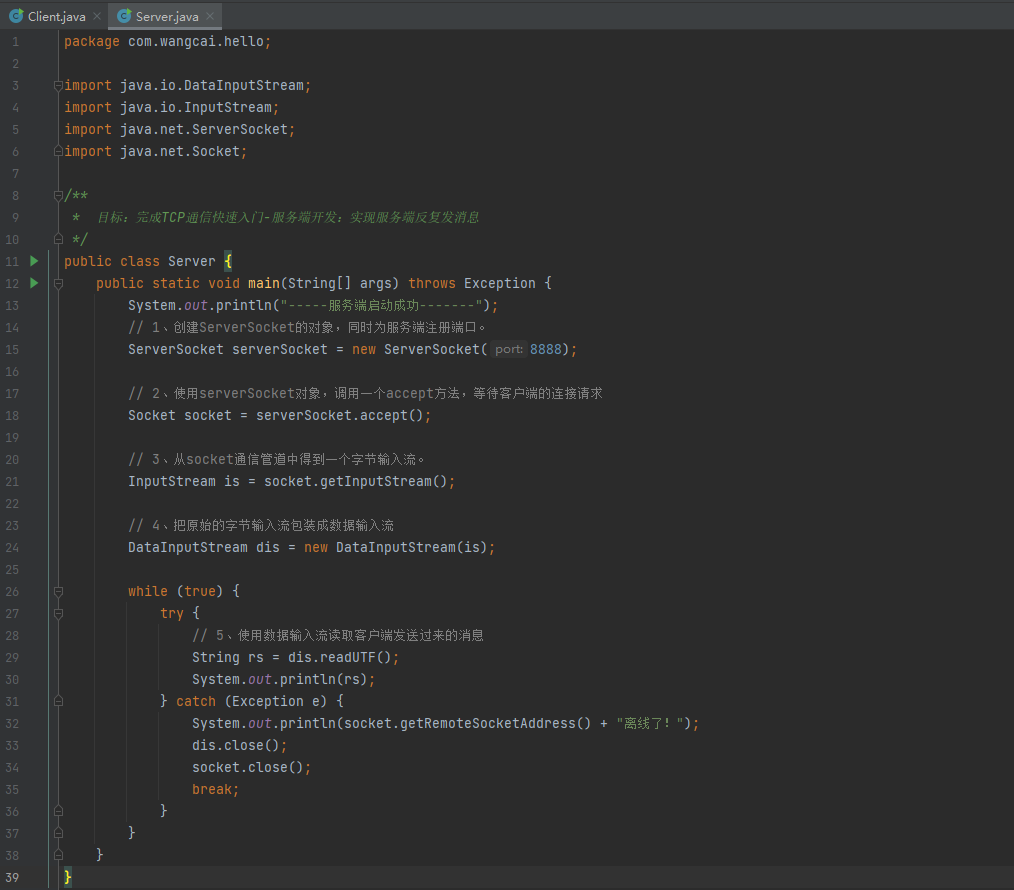 Client.java × Server.java ×
1 package com.wangcai.hello;
2
3 import java.io.DataInputStream;
4 import java.io.InputStream;
5 import java.net.ServerSocket;
6 import java.net.Socket;
7
8 /**
9  *  目标：完成TCP通信快速入门-服务端开发：实现服务端反复发消息
10  */
11 public class Server {
12     public static void main(String[] args) throws Exception {
13         System.out.println("-----服务端启动成功-------");
14         // 1、创建ServerSocket的对象，同时为服务端注册端口。
15         ServerSocket serverSocket = new ServerSocket( port: 8888);
16
17         // 2、使用serverSocket对象，调用一个accept方法，等待客户端的连接请求
18         Socket socket = serverSocket.accept();
19
20         // 3、从socket通信管道中得到一个字节输入流。
21         InputStream is = socket.getInputStream();
22
23         // 4、把原始的字节输入流包装成数据输入流
24         DataInputStream dis = new DataInputStream(is);
25
26         while (true) {
27             try {
28                 // 5、使用数据输入流读取客户端发送过来的消息
29                 String rs = dis.readUTF();
30                 System.out.println(rs);
31             } catch (Exception e) {
32                 System.out.println(socket.getRemoteSocketAddress() + "离线了！");
33                 dis.close();
34                 socket.close();
35                 break;
36             }
37         }
38     }
39 }